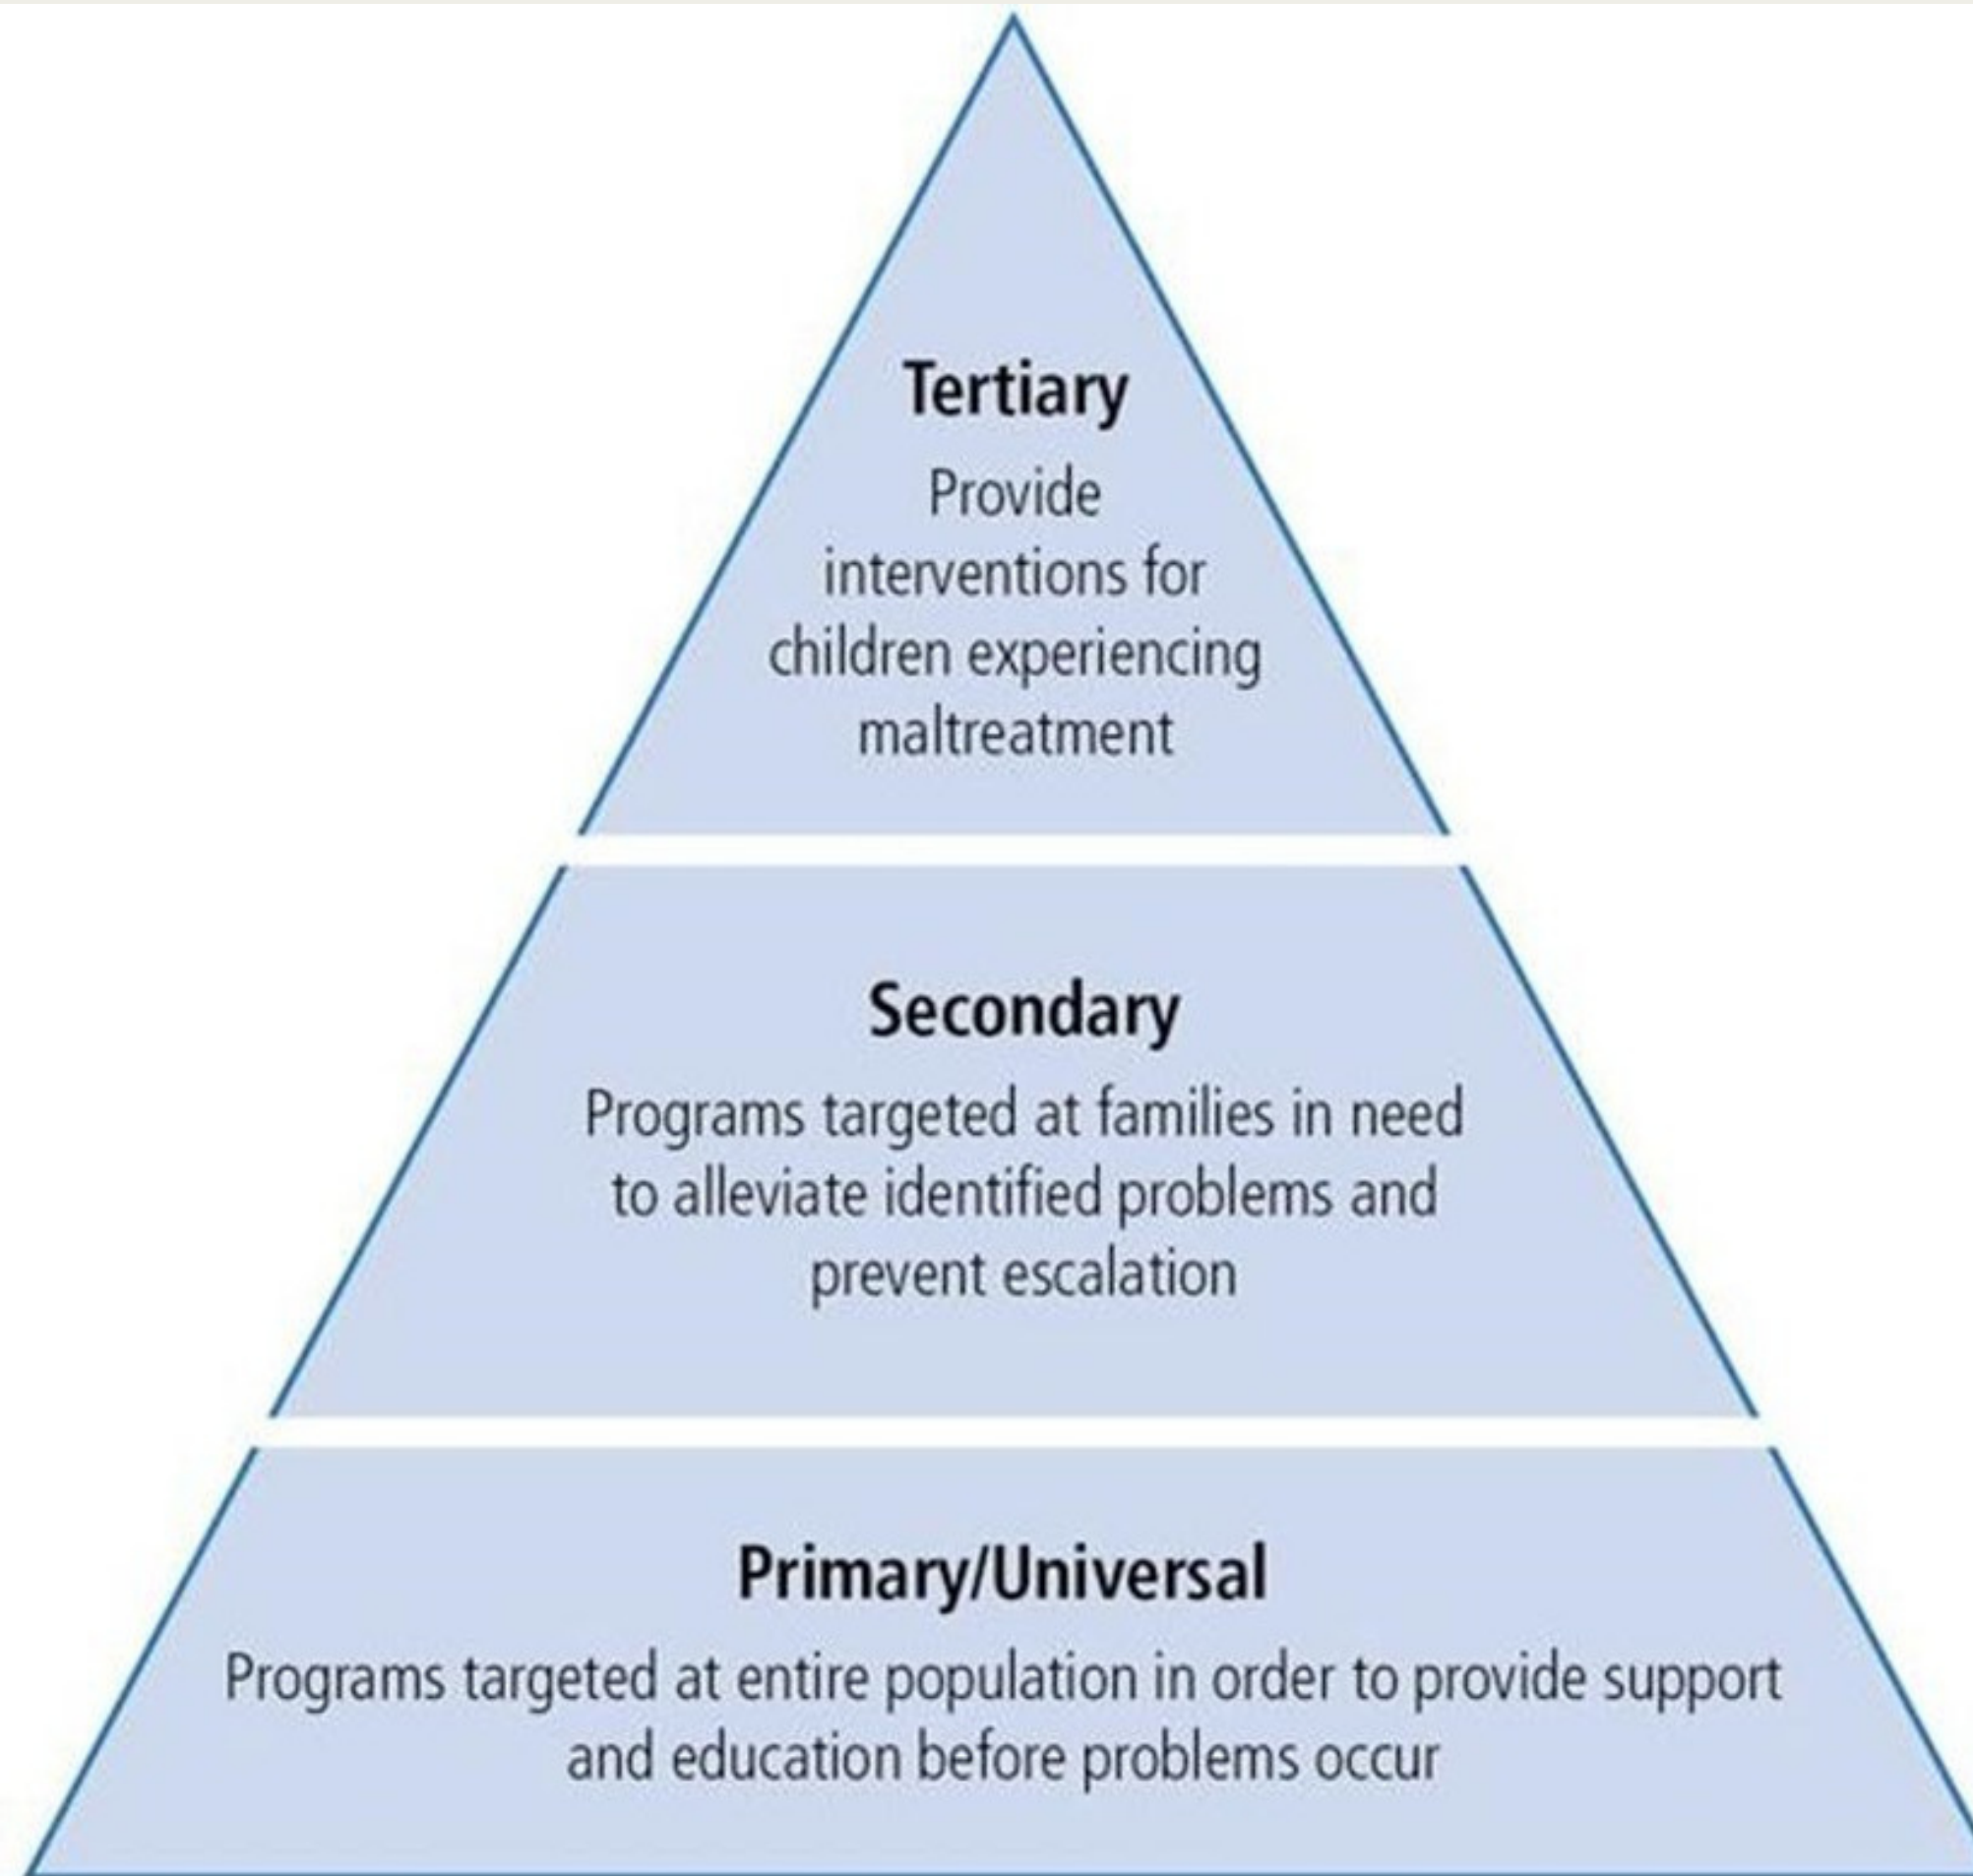 Tertiary
Provide
interventions for
children experiencing
maltreatment
Secondary
Programs targeted at families in need
to alleviate identified problems and
prevent escalation
Primary/Universal
Programs targeted at entire population in order to provide support
and education before problems occur